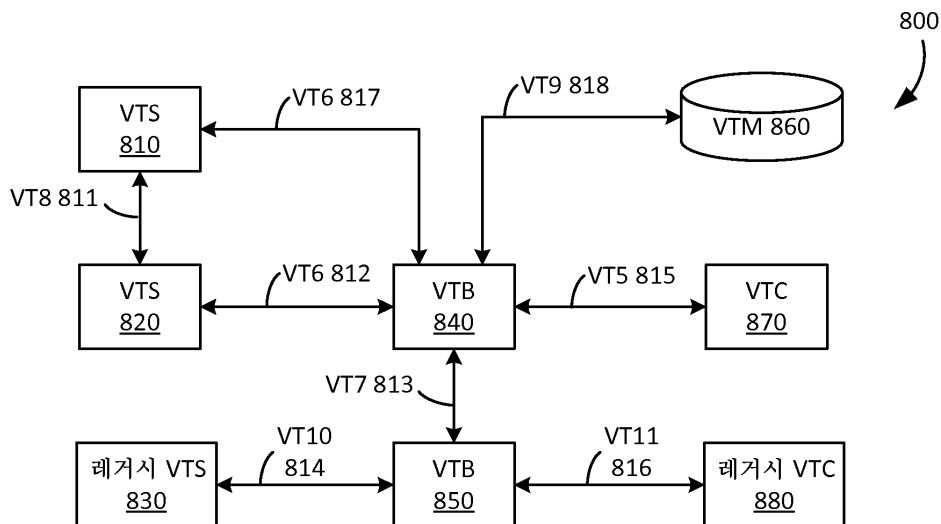 800
VT6 817
VT9 818
VTS
810
VTM 860
VT8 811
VTS
820
VT6 812
VTB
840
VT5 815
VTC
870
VT7 813
레거시 VTS
830
VT10
814
VTB
850
VT11
816
레거시 VTC
880